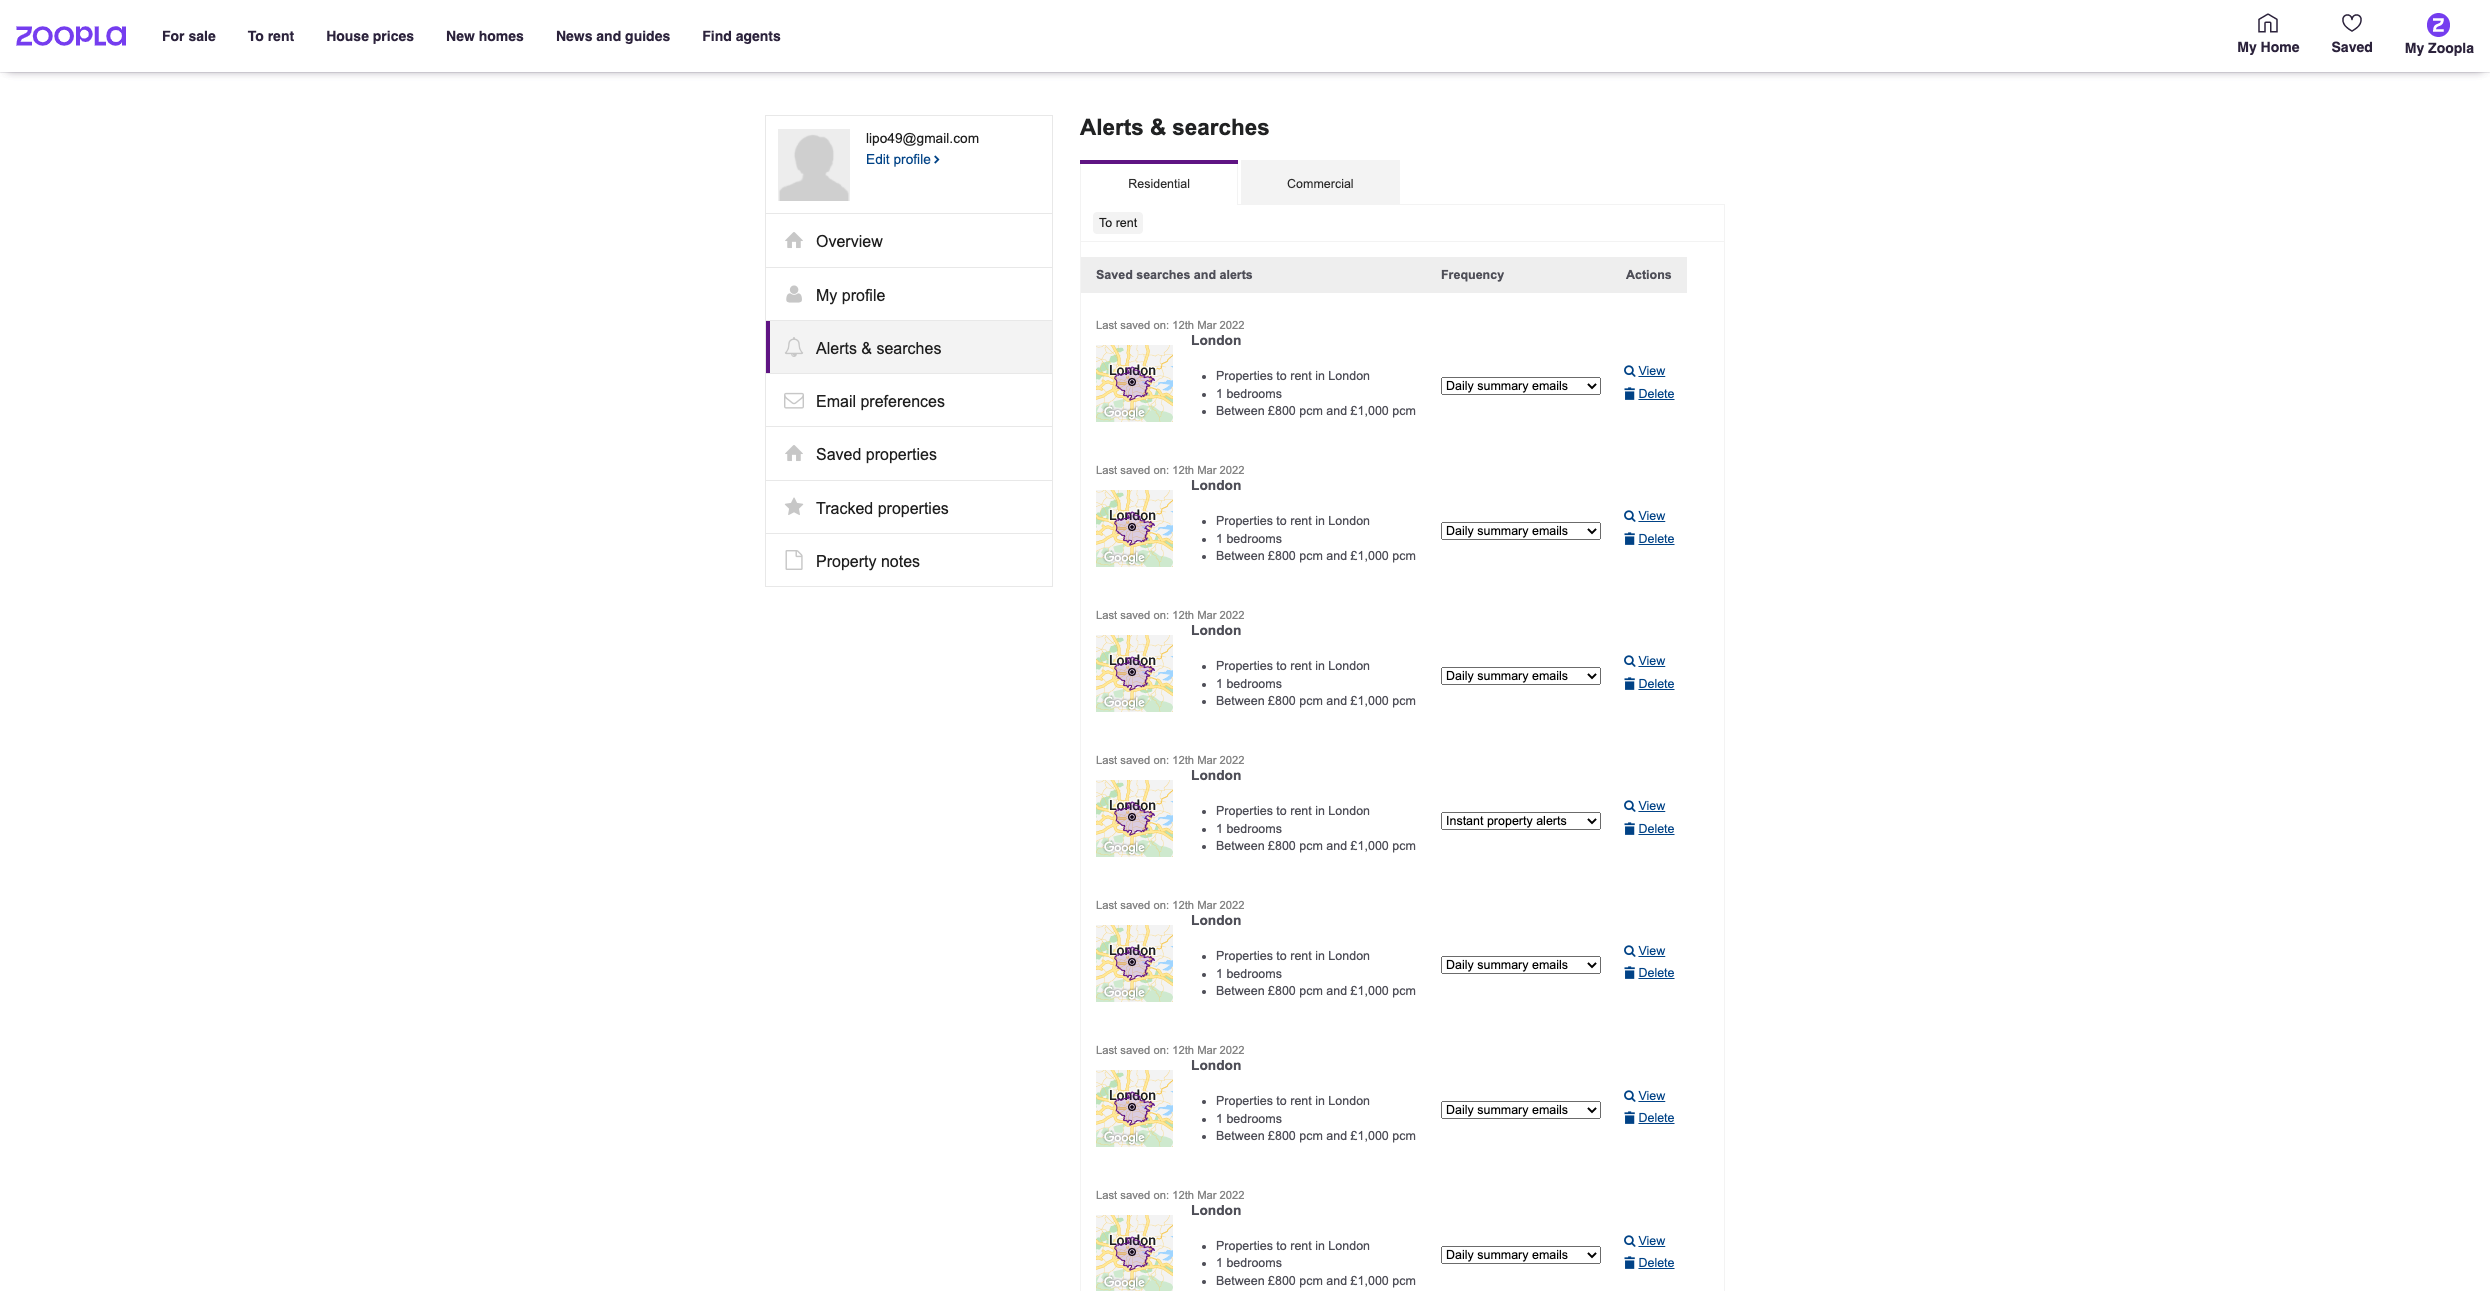 zoopla
For sale
To rent
House prices
New homes
News and guides
Find agents
My Home
Saved
My Zoopla
lipo49@gmail.com
Edit profile
Overview
My profile
Alerts & searches
Email preferences
Saved properties
Tracked properties
Property notes
Alerts & searches
Residential
Commercial
To rent
Saved searches and alerts
Frequency
Actions
Last saved on: 12th Mar 2022
London
London
Google
Properties to rent in London
1 bedrooms
Between £800 pcm and £1,000 pcm
Daily summary emails
View
Delete
Last saved on: 12th Mar 2022
London
London
Google
Properties to rent in London
1 bedrooms
Between £800 pcm and £1,000 pcm
Daily summary emails
View
Delete
Last saved on: 12th Mar 2022
London
London
Google
Properties to rent in London
1 bedrooms
Between £800 pcm and £1,000 pcm
Daily summary emails
View
Delete
Last saved on: 12th Mar 2022
London
London
Google
Properties to rent in London
1 bedrooms
Between £800 pcm and £1,000 pcm
Instant property alerts
View
Delete
Last saved on: 12th Mar 2022
London
London
Google
Properties to rent in London
1 bedrooms
Between £800 pcm and £1,000 pcm
Daily summary emails
View
Delete
Last saved on: 12th Mar 2022
London
London
Google
Properties to rent in London
1 bedrooms
Between £800 pcm and £1,000 pcm
Daily summary emails
View
Delete
Last saved on: 12th Mar 2022
London
London
Google
Properties to rent in London
1 bedrooms
Between £800 pcm and £1,000 pcm
Daily summary emails
View
Delete